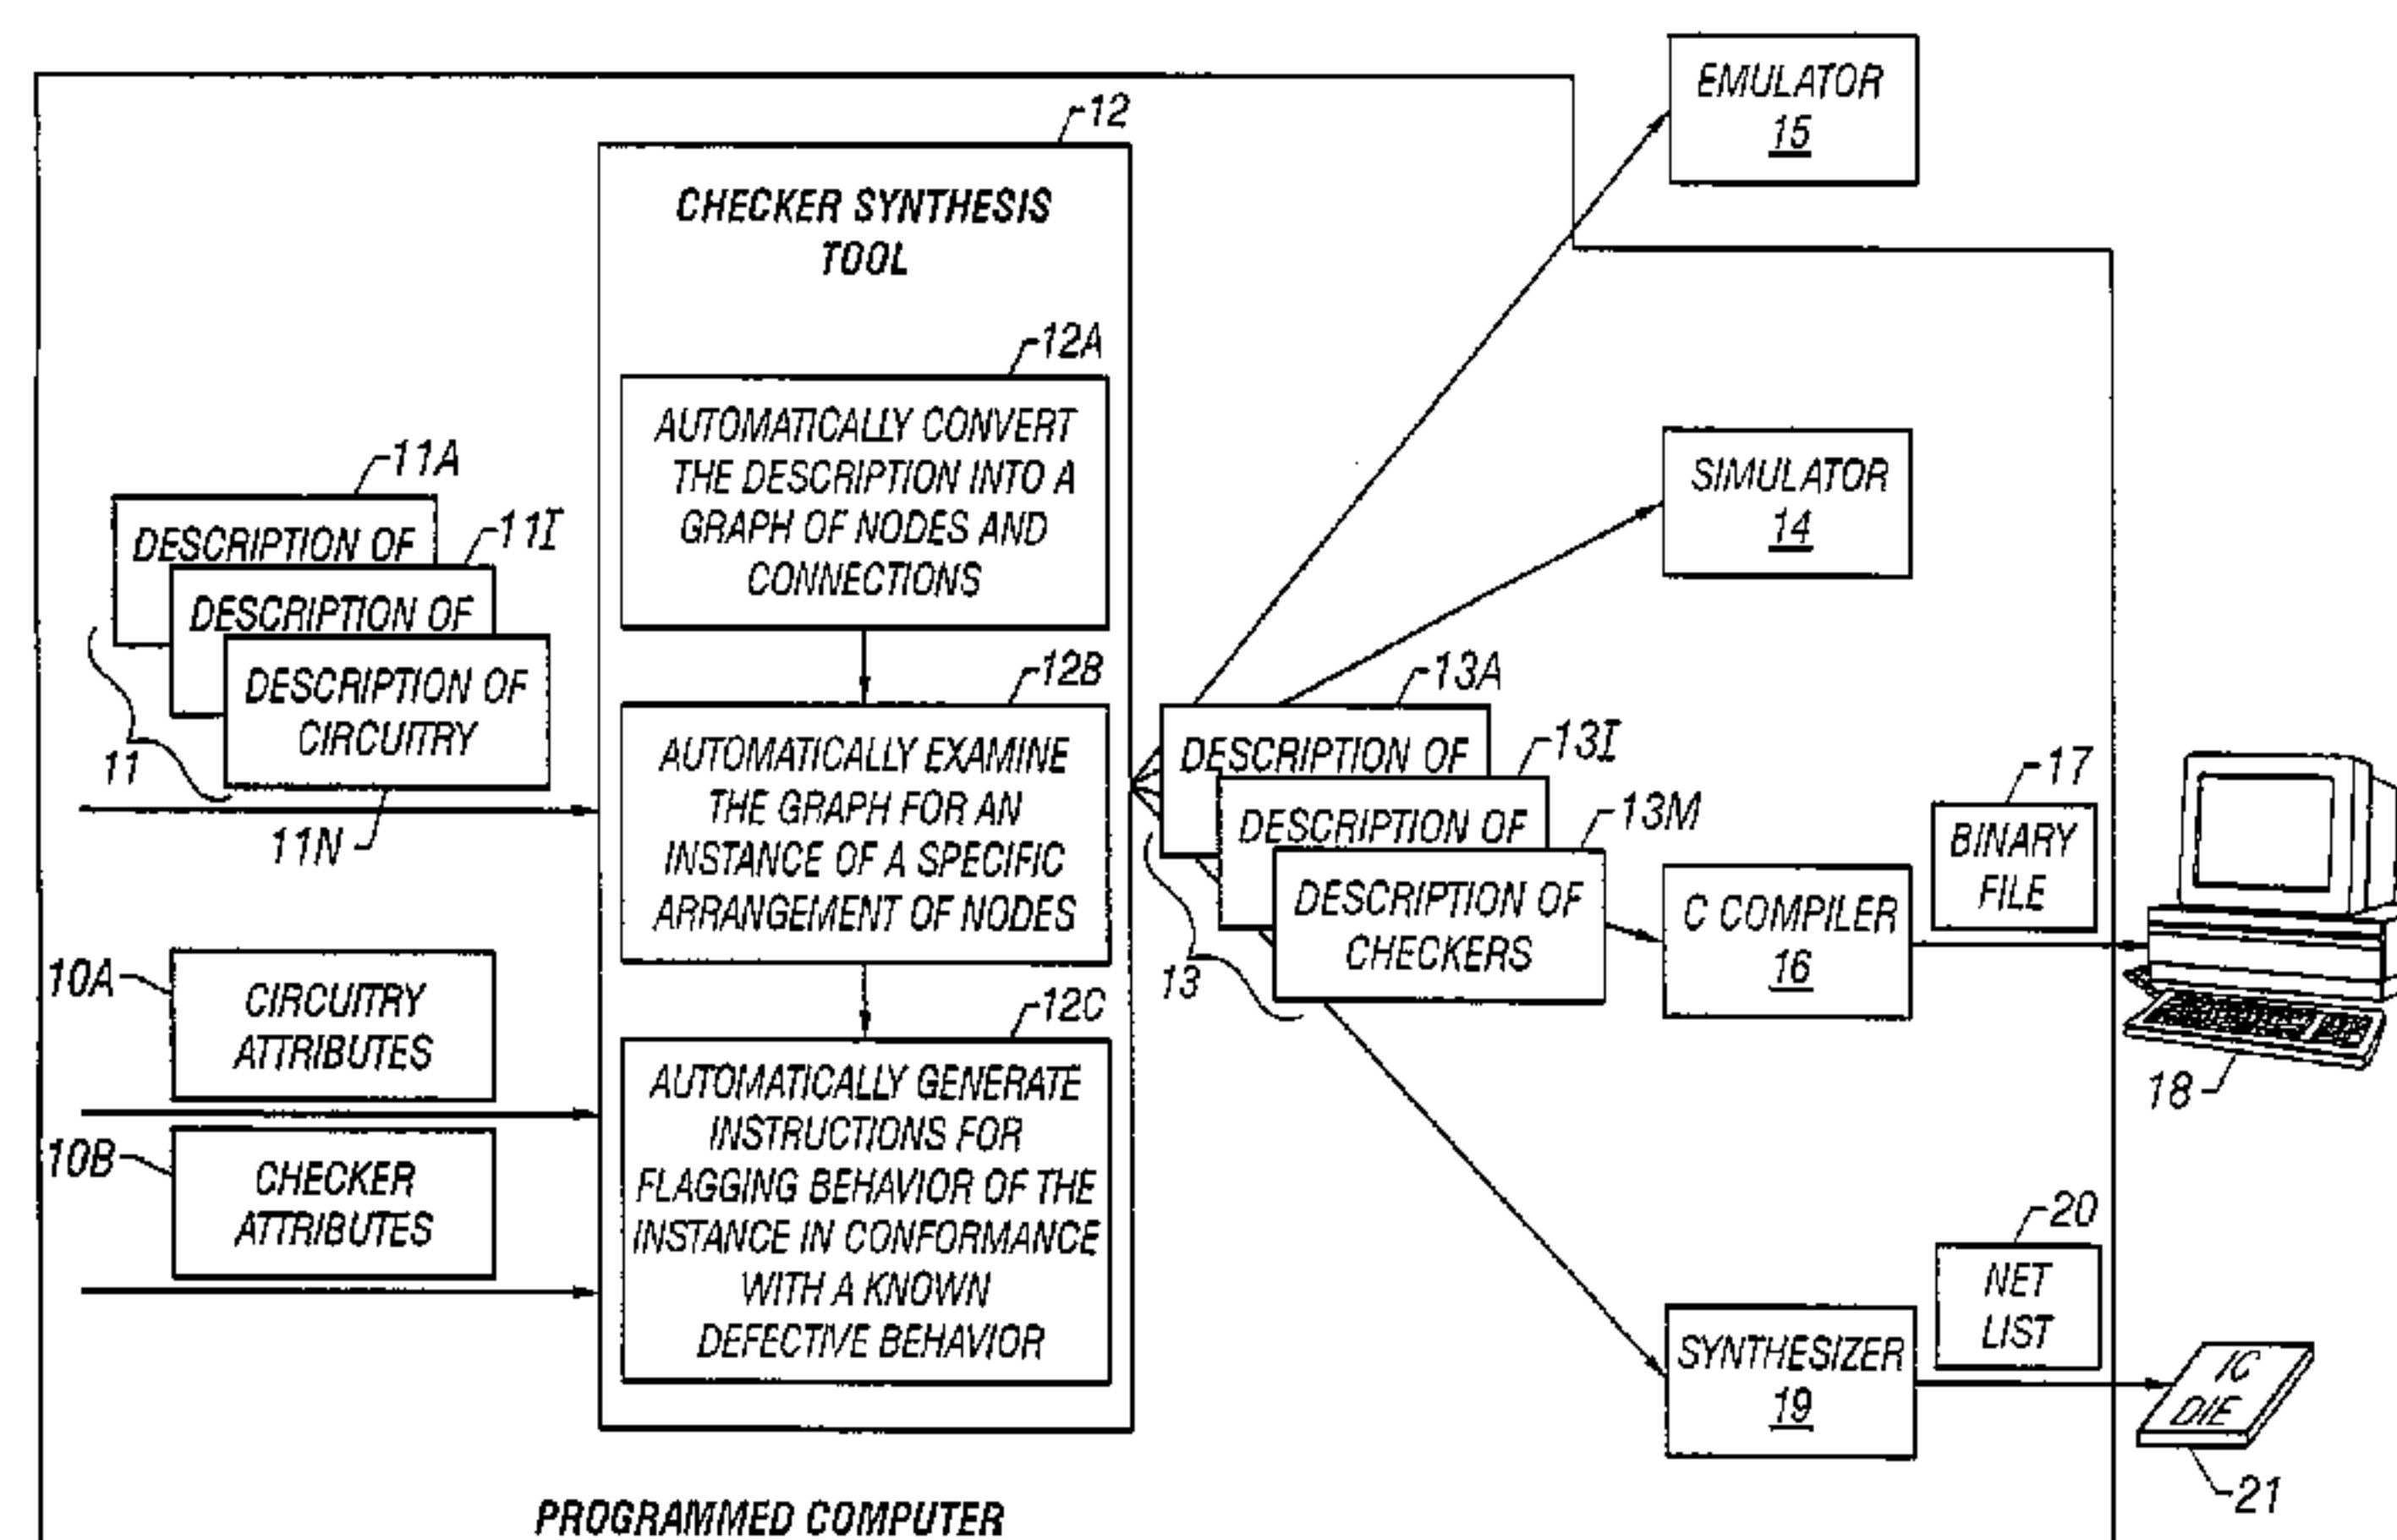 EMULATOR
15
12
CHECKER SYNTHESIS
TOOL
12A
AUTOMATICALLY CONVERT
THE DESCRIPTION INTO A
GRAPH OF NODES AND
CONNECTIONS
SIMULATOR
14
11A
DESCRIPTION OF
11I
DESCRIPTION OF
DESCRIPTION OF
CIRCUITRY
11
11N
12B
AUTOMATICALLY EXAMINE
THE GRAPH FOR AN
INSTANCE OF A SPECIFIC
ARRANGEMENT OF NODES
13A
DESCRIPTION OF
13I
DESCRIPTION OF
13M
DESCRIPTION OF
CHECKERS
13
C COMPILER
16
17
BINARY
FILE
18
10A
CIRCUITRY
ATTRIBUTES
10B
CHECKER
ATTRIBUTES
12C
AUTOMATICALLY GENERATE
INSTRUCTIONS FOR
FLAGGING BEHAVIOR OF THE
INSTANCE IN CONFORMANCE
WITH A KNOWN
DEFECTIVE BEHAVIOR
SYNTHESIZER
19
20
NET
LIST
IC
DIE
21
PROGRAMMED COMPUTER